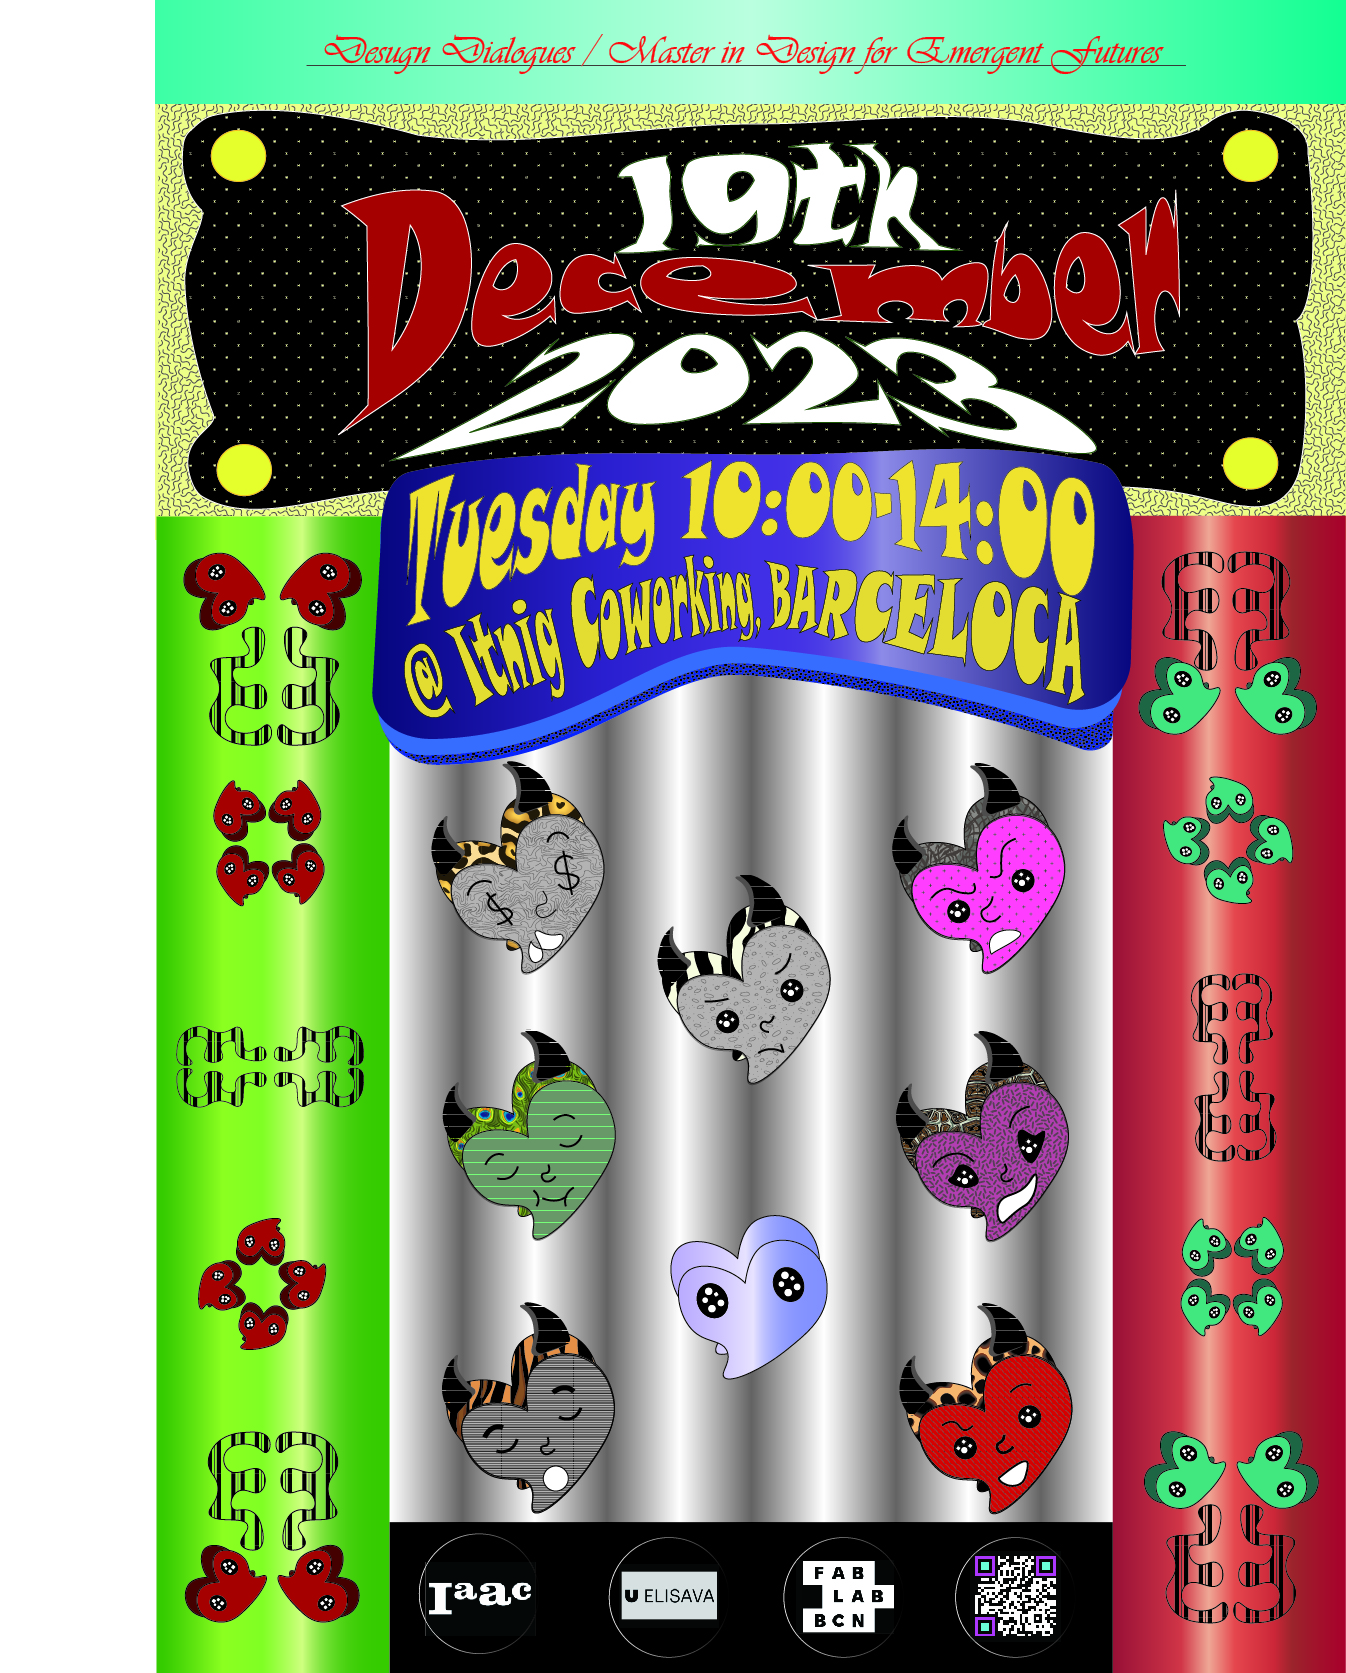 Desugn Dialogues / Master in Design for Emergent Futures
19th
December
2023
Tuesday 10:00-14:00
@ Itnig Coworking, BARCELOCA
Iaac
U ELISAVA
FAB
LAB
BCN